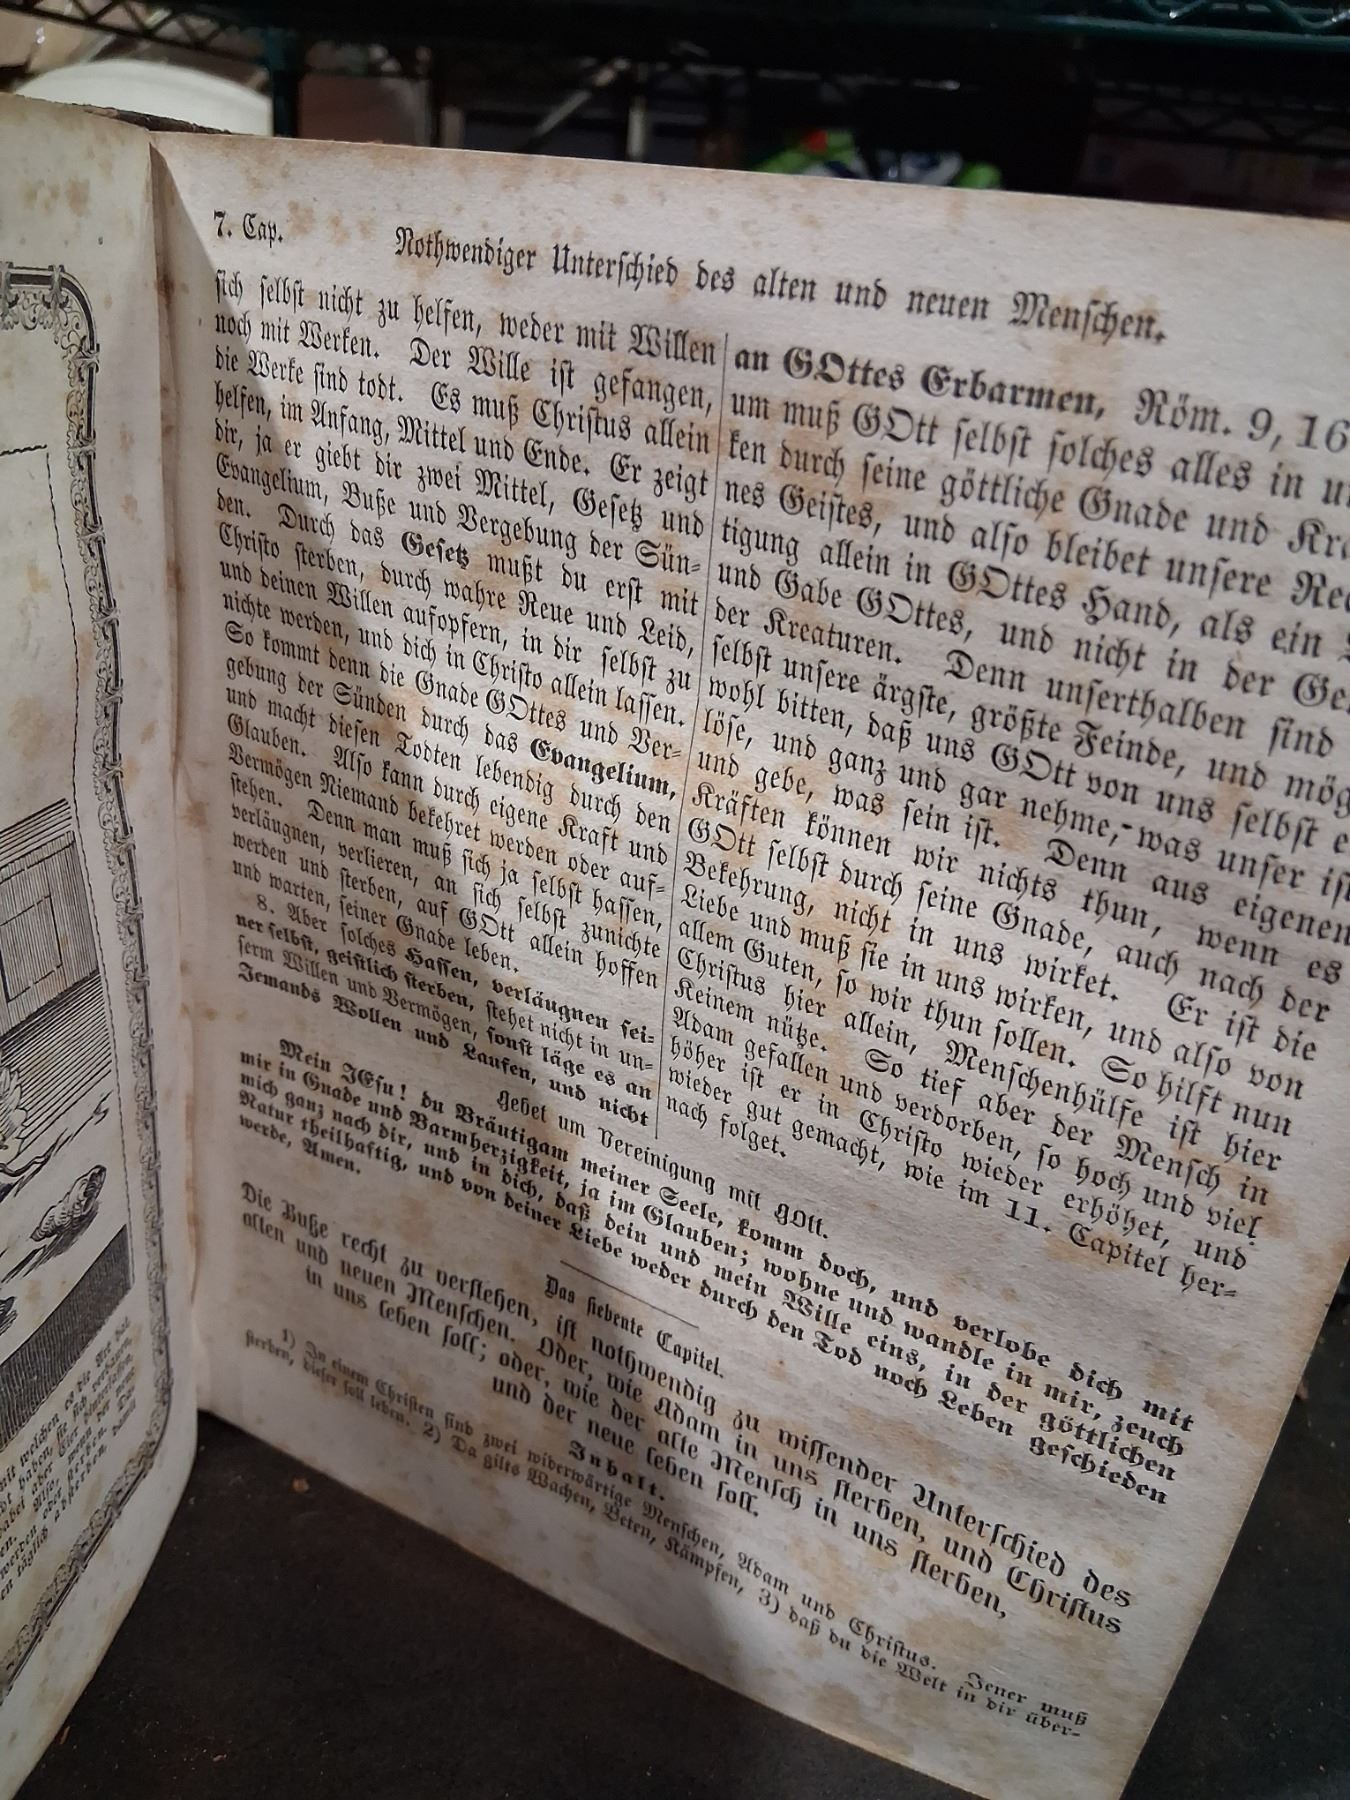 7. Cap. Nothwendiger Unterschied des alten und neuen Menschen.
sich selbst nicht zu helfen, weder mit Willen
noch mit Werken. Der Wille ist gefangen,
die Werke sind todt. Es muß Christus allein
helfen, im Anfang, Mittel und Ende. Er zeigt
dir, ja er giebt dir zwei Mittel, Gesetz und
Evangelium, Buße und Vergebung der Sün-
den. Durch das Gesetz mußt du erst mit
Christo sterben, durch wahre Reue und Leid,
und deinen Willen aufopfern, in dir selbst zu
nichte werden, und dich in Christo allein lassen.
So kommt denn die Gnade GOttes und Ver-
gebung der Sünden durch das Evangelium,
und macht diesen Todten lebendig durch den
Glauben. Also kann durch eigene Kraft und
Vermögen Niemand bekehret werden oder auf-
stehen. Denn man muß sich ja selbst hassen,
verläugnen, verlieren, an sich selbst zunichte
werden und sterben, auf GOtt allein hoffen
und warten, seiner Gnade leben.
8. Aber solches Hassen, verläugnen sei-
ner selbst, geistlich sterben, stehet nicht in un-
serm Willen und Vermögen, sonst läge es an
Jemands Wollen und Laufen, und nicht
an GOttes Erbarmen, Röm. 9, 16
um muß GOtt selbst solches alles in
ken durch seine göttliche Gnade und
nes Geistes, und also bleibet unsere
tigung allein in GOttes Hand, als ein
und Gabe GOttes, und nicht in der
der Kreaturen. Denn unserthalben sind
selbst unsere ärgste, größte Feinde, und
wohl bitten, daß uns GOtt von uns selbst
löse, und ganz und gar nehme, was unser
und gebe, was sein ist. Denn aus eigenen
Kräften können wir nichts thun, wenn es
GOtt selbst durch seine Gnade, auch nach der
Bekehrung, nicht in uns wirket. Er ist die
Liebe und muß sie in uns wirken, und also von
allem Guten, so wir thun sollen. So hilft nun
Christus hier allein, Menschenhülfe ist hier
Keinem nütze. So tief aber der Mensch in
Adam gefallen und verdorben, so hoch und viel
höher ist er in Christo wieder erhöhet, und
wieder gut gemacht, wie im 11. Capitel her-
nach folget.
Gebet um Vereinigung mit GOtt.
Mein JEsu! du Bräutigam meiner Seele, komm doch, und verlobe dich mit
mir in Gnade und Barmherzigkeit, ja im Glauben; wohne und wandle in mir, zeuch
mich ganz nach dir, und in dich, daß dein und mein Wille eins, in der göttlichen
Natur theilhaftig, und von deiner Liebe weder durch den Tod noch Leben geschieden
werde, Amen.
Das siebente Capitel.
Die Buße recht zu verstehen, ist nothwendig zu wissender Unterschied des
alten und neuen Menschen. Oder, wie Adam in uns sterben, und Christus
in uns leben soll; oder, wie der alte Mensch in uns sterben,
und der neue leben soll.
Inhalt.
1) In einem Christen sind zwei widerwärtige Menschen, Adam und Christus. Jener muß
sterben, dieser soll leben. 2) Da gilts Wachen, Beten, Kämpfen, 3) daß du die Welt in dir über-